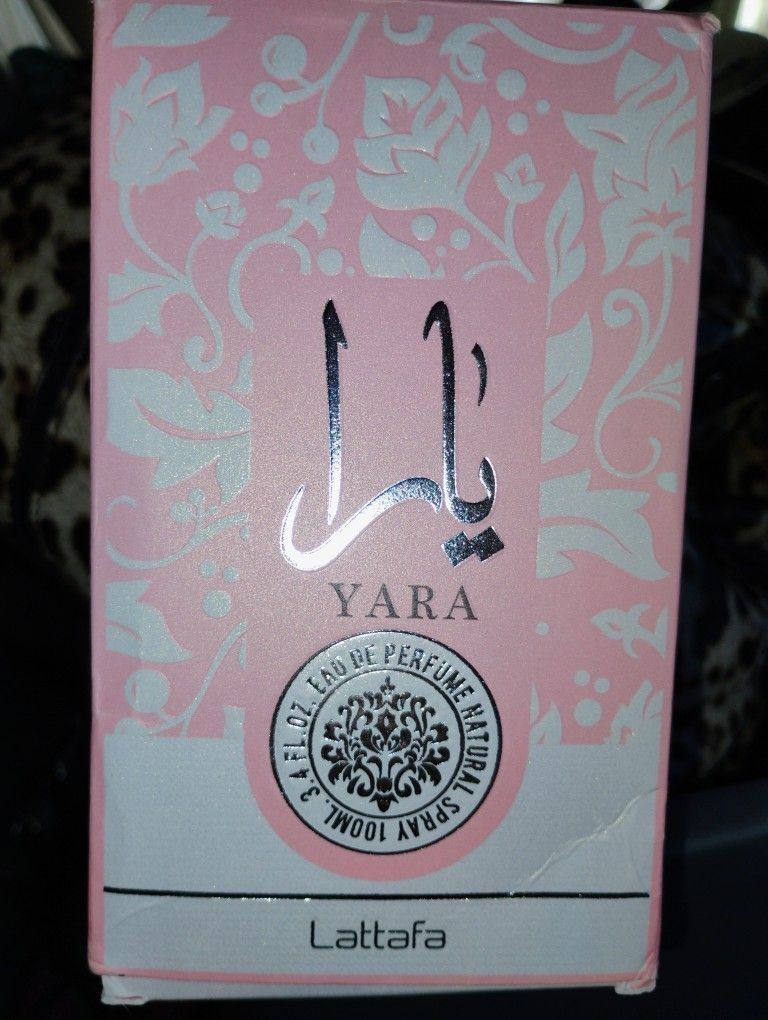 يارا
YARA
3.4 FL.OZ. EAU DE PERFUME NATURAL SPRAY 100ML.
Lattafa